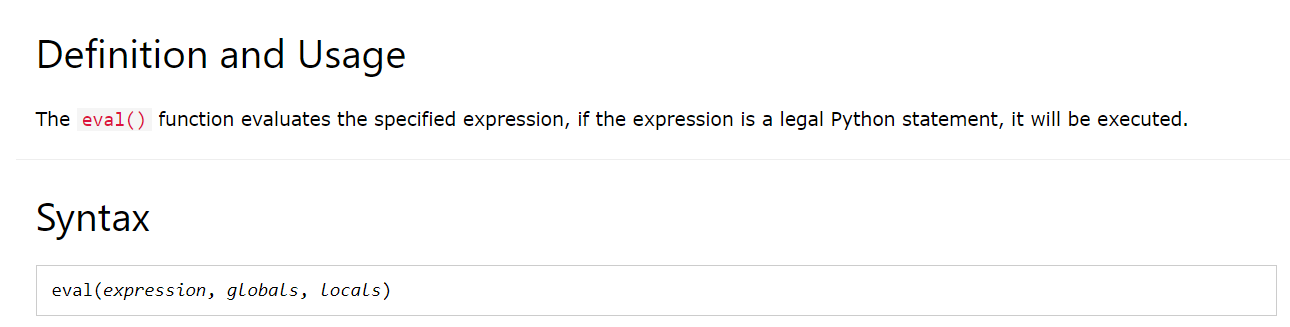 Definition and Usage
The eval() function evaluates the specified expression, if the expression is a legal Python statement, it will be executed.
Syntax
eval(expression, globals, locals)